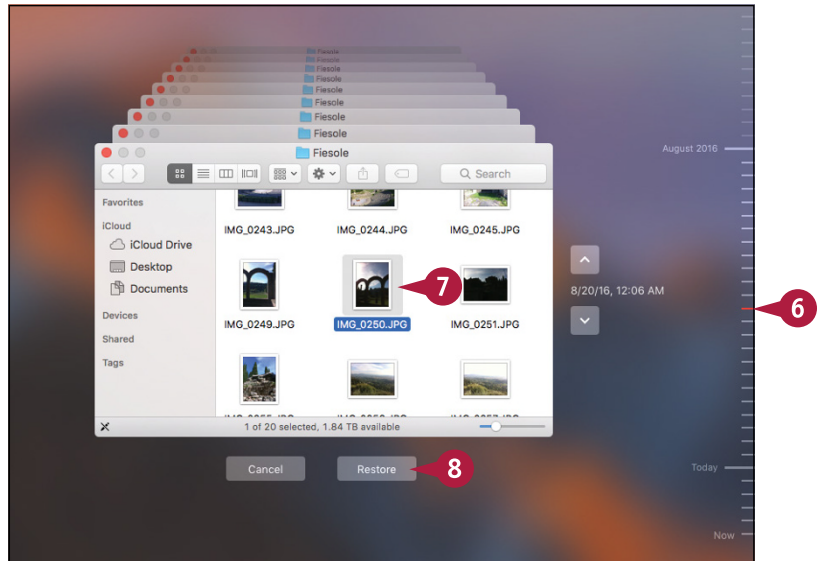 Fiesole
Fiesole
Fiesole
Fiesole
Fiesole
Fiesole
Fiesole
Fiesole
Fiesole
Search
Favorites
iCloud
iCloud Drive
Desktop
Documents
Devices
Shared
Tags
IMG_0243.JPG IMG_0244.JPG IMG_0245.JPG
IMG_0249.JPG IMG_0250.JPG IMG_0251.JPG
7
1 of 20 selected, 1.84 TB available
Cancel Restore
8
August 2016
8/20/16, 12:06 AM
6
Today
Now